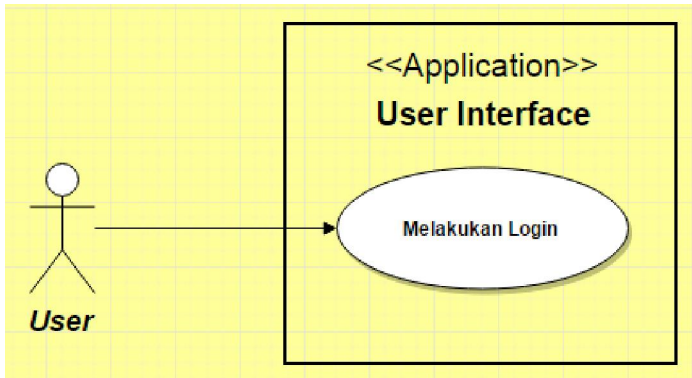 <<Application>>
User Interface
Melakukan Login
User